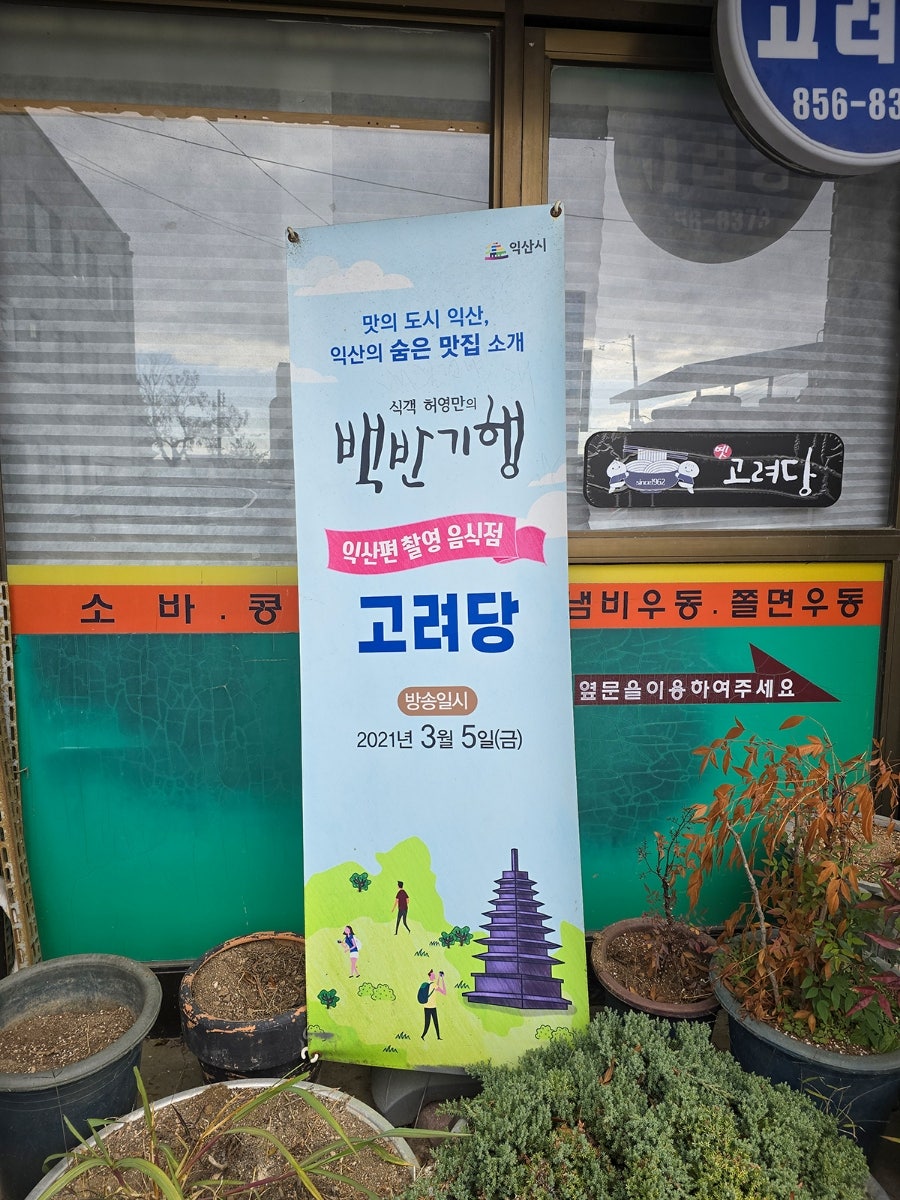 고려
856-83
익산시
맛의 도시 익산,
익산의 숨은 맛집 소개
식객 허영만의
백반기행
익산편 촬영 음식점
고려당
방송일시
2021년 3월 5일(금)
옛 고려당
since1962
소바.콩
냄비우동.쫄면우동
옆문을이용하여주세요